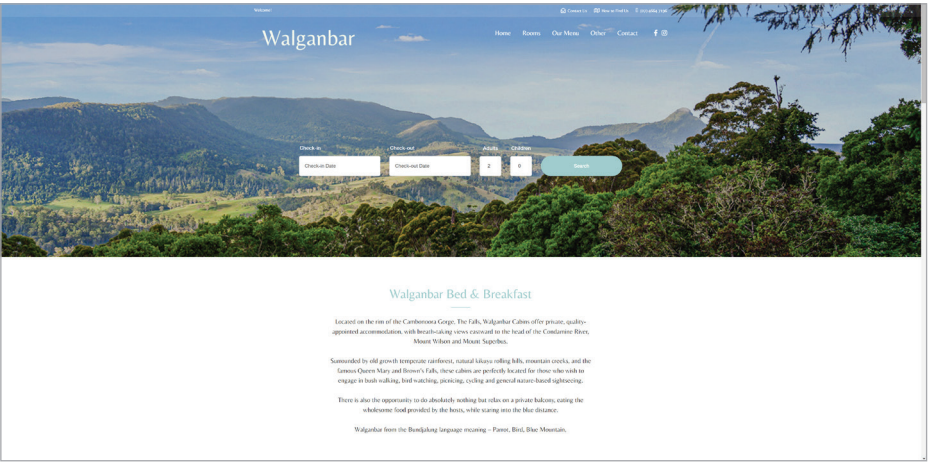 Welcome!
Contact Us How to Find Us
Walganbar
Home Rooms Our Menu Other Contact
Check-in Check-out Adults Children
Check-in Date Check-out Date 2 0 Search
Walganbar Bed & Breakfast
Located on the rim of the Cambonoora Gorge, The Falls, Walganbar Cabins offer private, quality-
appointed accommodation, with breath-taking views eastward to the head of the Condamine River,
Mount Wilson and Mount Superbus.
Surrounded by old growth temperate rainforest, natural kikuyu rolling hills, mountain creeks, and the
famous Queen Mary and Brown's Falls, these cabins are perfectly located for those who wish to
engage in bush walking, bird watching, picnicing, cycling and general nature-based sightseeing.
There is also the opportunity to do absolutely nothing but relax on a private balcony, eating the
wholesome food provided by the hosts, while staring into the blue distance.
Walganbar from the Bundjalung language meaning – Parrot, Bird, Blue Mountain.